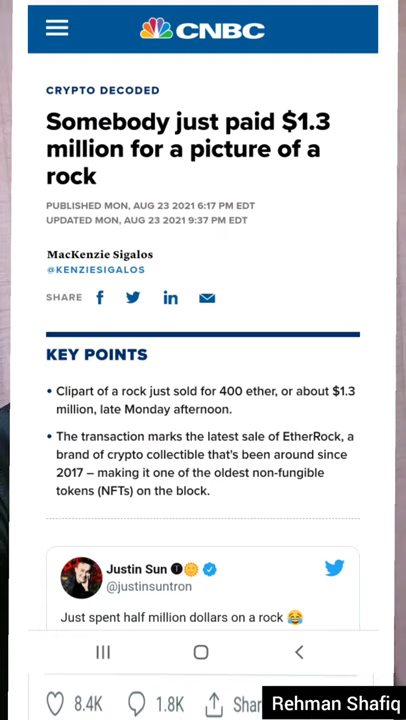 CNBC
CRYPTO DECODED
Somebody just paid $1.3
million for a picture of a
rock
PUBLISHED MON, AUG 23 2021 6:17 PM EDT
UPDATED MON, AUG 23 2021 9:37 PM EDT
MacKenzie Sigalos
@KENZIESIGALOS
SHARE
KEY POINTS
• Clipart of a rock just sold for 400 ether, or about $1.3
million, late Monday afternoon.
• The transaction marks the latest sale of EtherRock, a
brand of crypto collectible that's been around since
2017 – making it one of the oldest non-fungible
tokens (NFTs) on the block.
Justin Sun
@justinsuntron
Just spent half million dollars on a rock 😂
8.4K 1.8K Shar
Rehman Shafiq